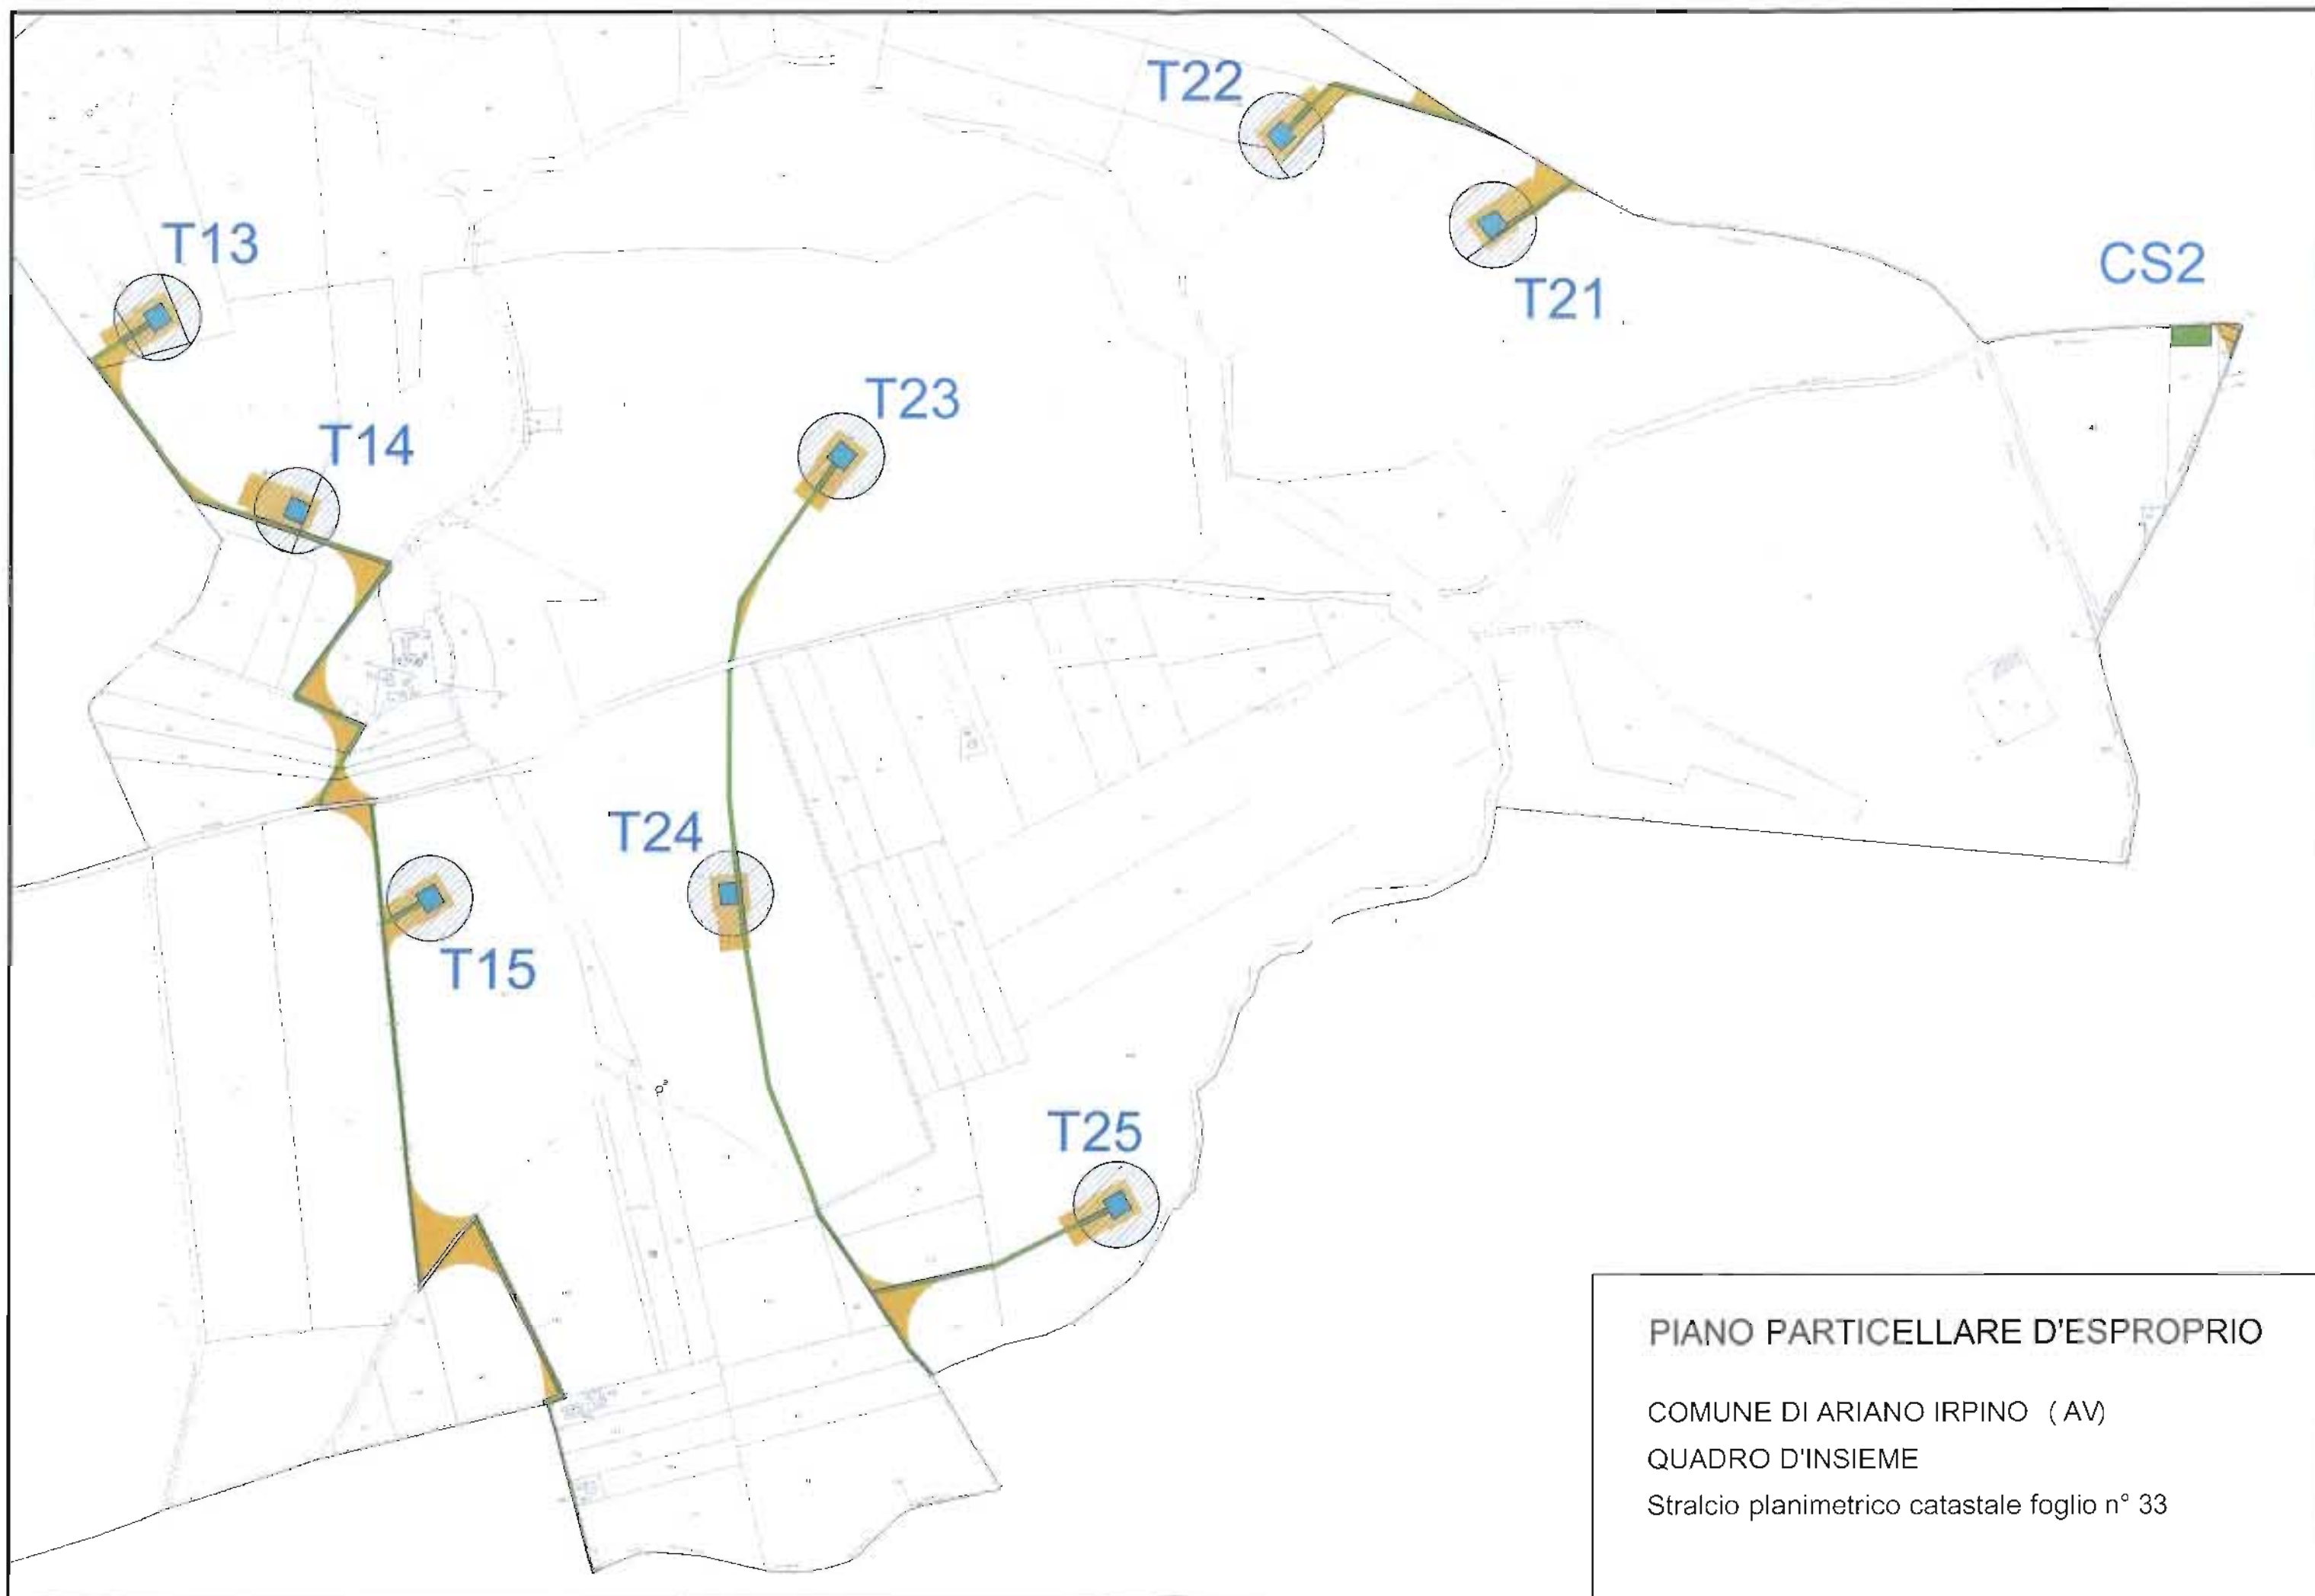 T22
T13
T21
CS2
T23
T14
T24
T15
T25
PIANO PARTICELLARE D'ESPROPRIO
COMUNE DI ARIANO IRPINO ( AV)
QUADRO D'INSIEME
Stralcio planimetrico catastale foglio n° 33